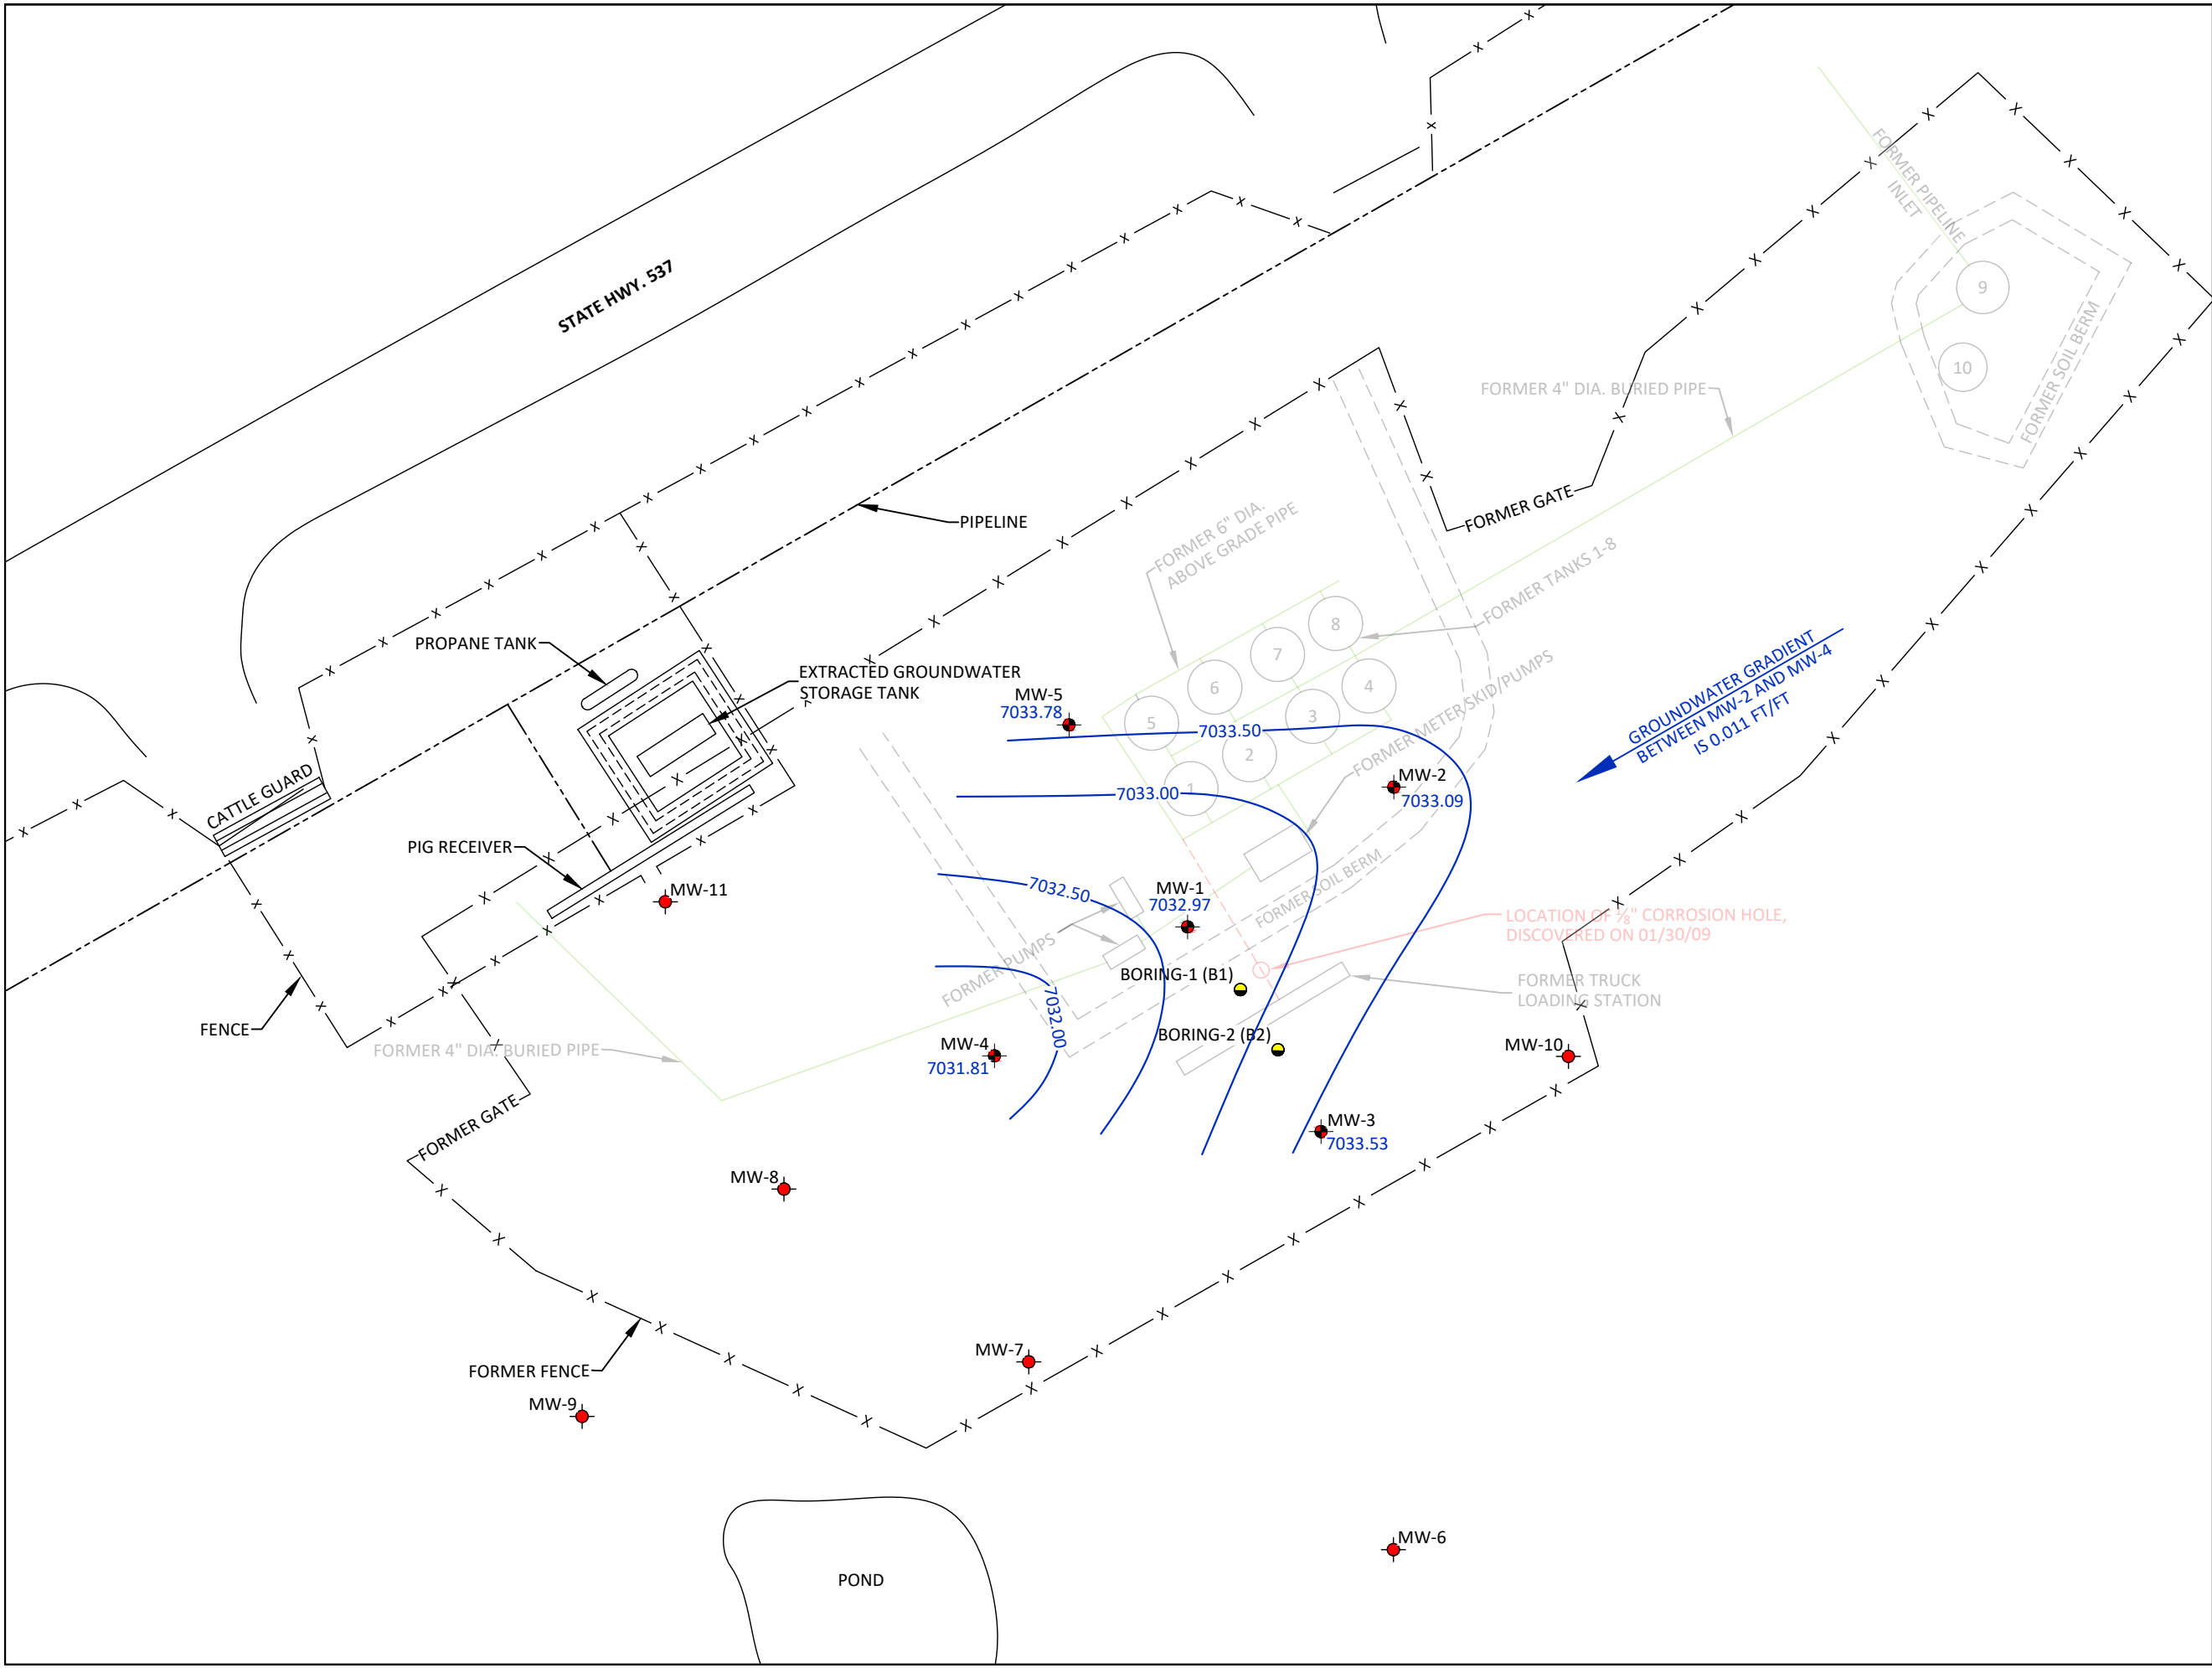 STATE HWY. 537
FORMER PIPELINE
INLET
9
10
FORMER SOIL BERM
FORMER 4" DIA. BURIED PIPE
FORMER GATE
PIPELINE
FORMER 6" DIA.
ABOVE GRADE PIPE
FORMER TANKS 1-8
8
7
6
5
4
3
2
1
PROPANE TANK
EXTRACTED GROUNDWATER
STORAGE TANK
MW-5
7033.78
7033.50
FORMER METER SKID/PUMPS
GROUNDWATER GRADIENT
BETWEEN MW-2 AND MW-4
IS 0.011 FT/FT
MW-2
7033.09
7033.00
CATTLE GUARD
PIG RECEIVER
MW-11
7032.50
MW-1
7032.97
FORMER SOIL BERM
LOCATION OF ⅛" CORROSION HOLE,
DISCOVERED ON 01/30/09
FORMER PUMPS
BORING-1 (B1)
FORMER TRUCK
LOADING STATION
7032.00
FENCE
FORMER 4" DIA. BURIED PIPE
MW-4
7031.81
BORING-2 (B2)
MW-10
FORMER GATE
MW-3
7033.53
MW-8
MW-7
FORMER FENCE
MW-9
MW-6
POND